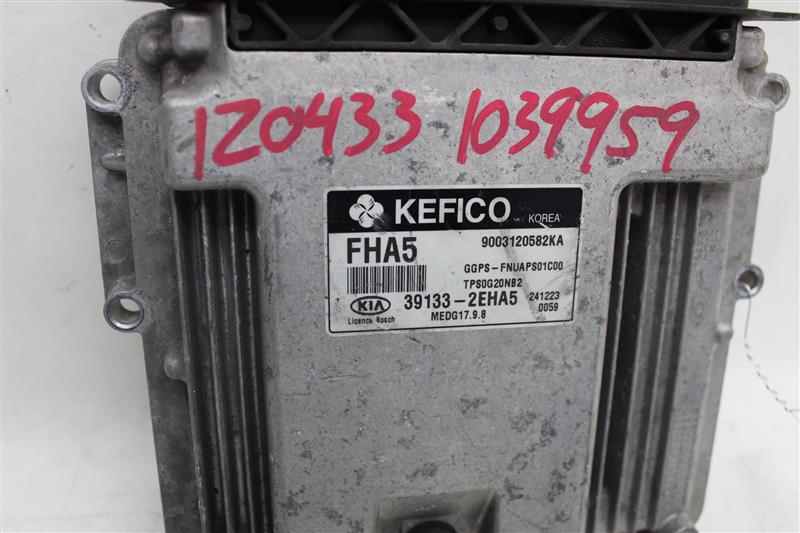 120433 1039959
KEFICO KOREA
FHA5 9003120582KA
GGPS-FNUAPS01C00
TPS0G20NB2
KIA 39133-2EHA5 241223
Licence Bosch MEDG17.9.8 0059